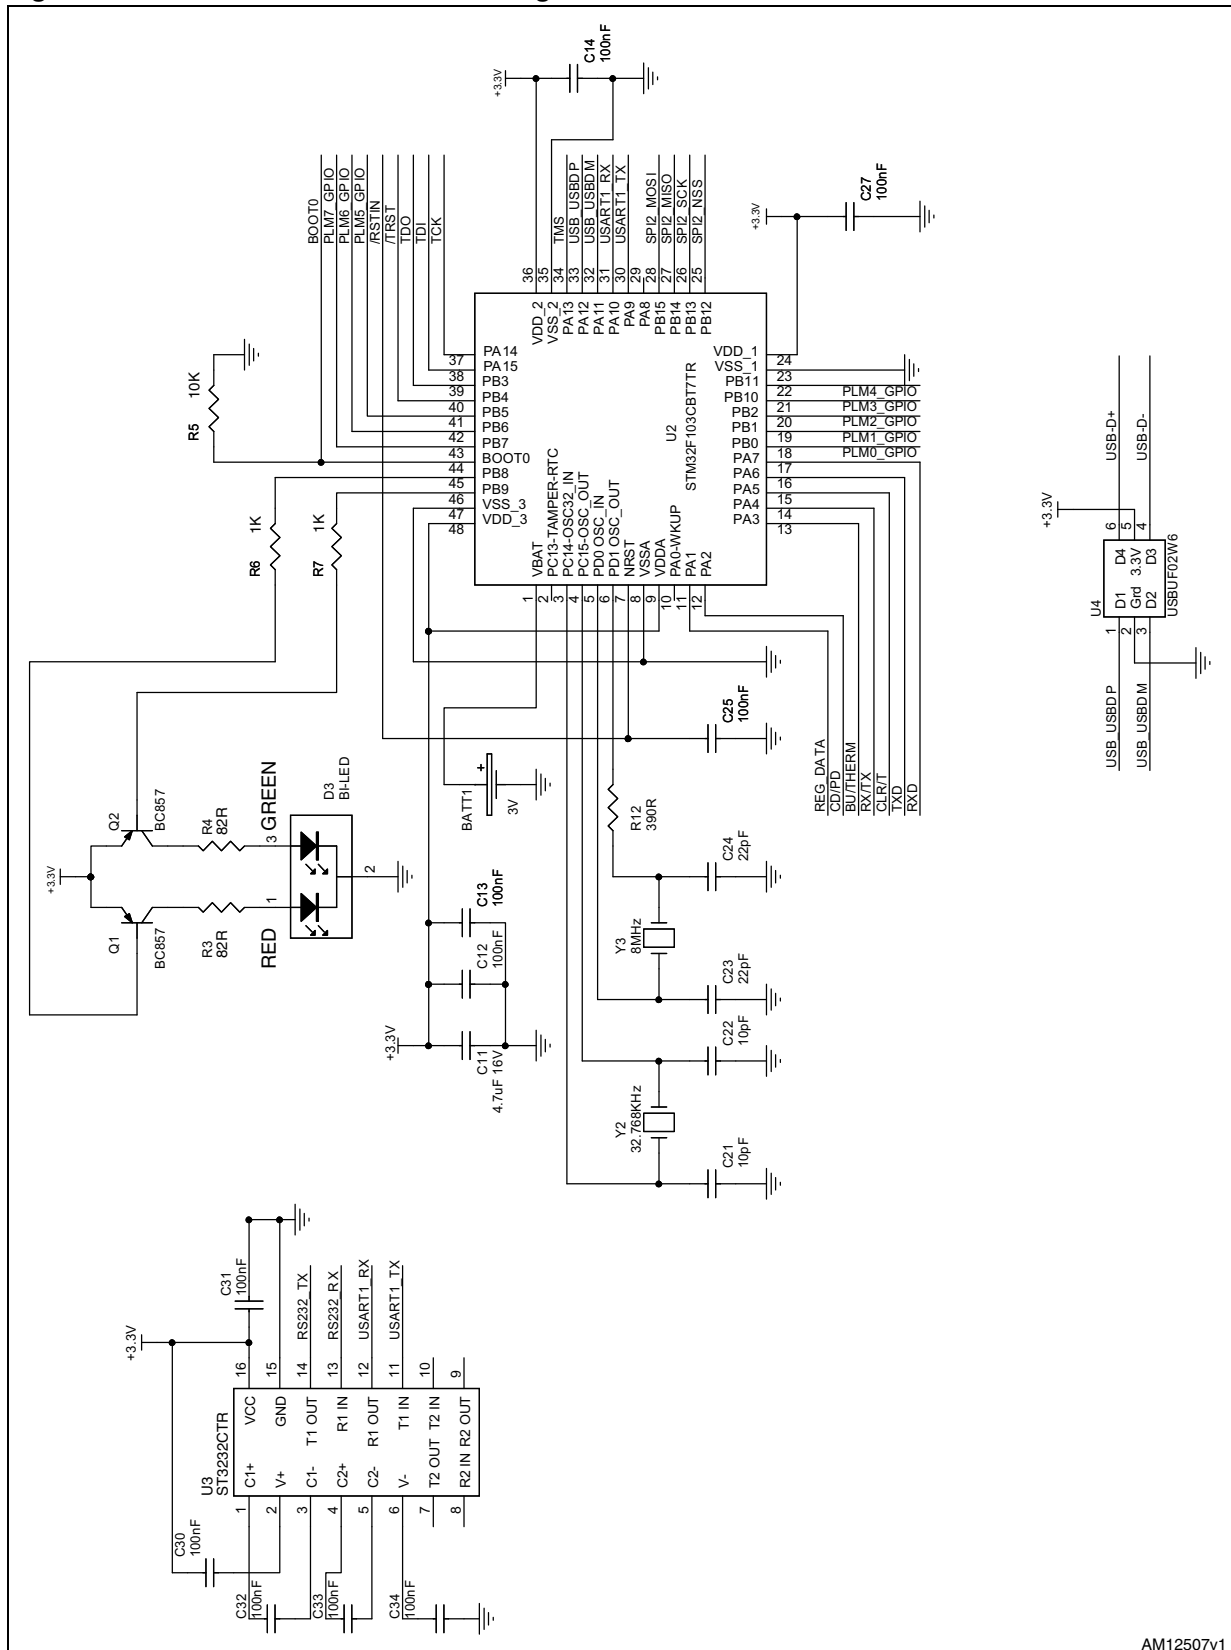 C14
100nF
+3.3V
BOOT0
PLM7_GPIO
PLM6_GPIO
PLM5_GPIO
/RSTIN
/TRST
TDO
TDI
TCK
TMS
USB_USBDP
USB_USBDM
USART1_RX
USART1_TX
SPI2_MOSI
SPI2_MISO
SPI2_SCK
SPI2_NSS
+3.3V
C27
100nF
36
35
34
33
32
31
30
29
28
27
26
25
VDD_2
VSS_2
PA13
PA12
PA11
PA10
PA9
PA8
PB15
PB14
PB13
PB12
PA14
PA15
PB3
PB4
PB5
PB6
PB7
BOOT0
PB8
PB9
VSS_3
VDD_3
37
38
39
40
41
42
43
44
45
46
47
48
VDD_1
VSS_1
PB11
PB10
PB2
PB1
PB0
PA7
PA6
PA5
PA4
PA3
24
23
22
21
20
19
18
17
16
15
14
13
PLM4_GPIO
PLM3_GPIO
PLM2_GPIO
PLM1_GPIO
PLM0_GPIO
U2
STM32F103CBT7TR
VBAT
PC13-TAMPER-RTC
PC14-OSC32_IN
PC15-OSC_OUT
PD0 OSC_IN
PD1 OSC_OUT
NRST
VSSA
VDDA
PA0-WKUP
PA1
PA2
1
2
3
4
5
6
7
8
9
10
11
12
R5
10K
R6
1K
R7
1K
USB-D+
USB-D-
+3.3V
6
5
4
D4
3.3V
D3
D1
Grd
D2
U4
USBUF02W6
1
2
3
USB_USBDP
USB_USBDM
C25
100nF
REG_DATA
CD/PD
BU/THERM
RX/TX
CLR/T
TXD
RXD
BATT1
+
3V
R12
390R
D3
BI-LED
GREEN
3
RED
1
2
Q2
BC857
R4
82R
+3.3V
Q1
BC857
R3
82R
C13
100nF
C12
100nF
C11
4.7uF 16V
+3.3V
C24
22pF
Y3
8MHz
C23
22pF
C22
10pF
Y2
32.768KHz
C21
10pF
C31
100nF
+3.3V
RS232_TX
RS232_RX
USART1_RX
USART1_TX
16
15
14
13
12
11
10
9
VCC
GND
T1 OUT
R1 IN
R1 OUT
T1 IN
T2 OUT T2 IN
R2 IN R2 OUT
U3
ST3232CTR
C1+
V+
C1-
C2+
C2-
V-
1
2
3
4
5
6
7
8
C30
100nF
C32
100nF
C33
100nF
C34
100nF
AM12507v1